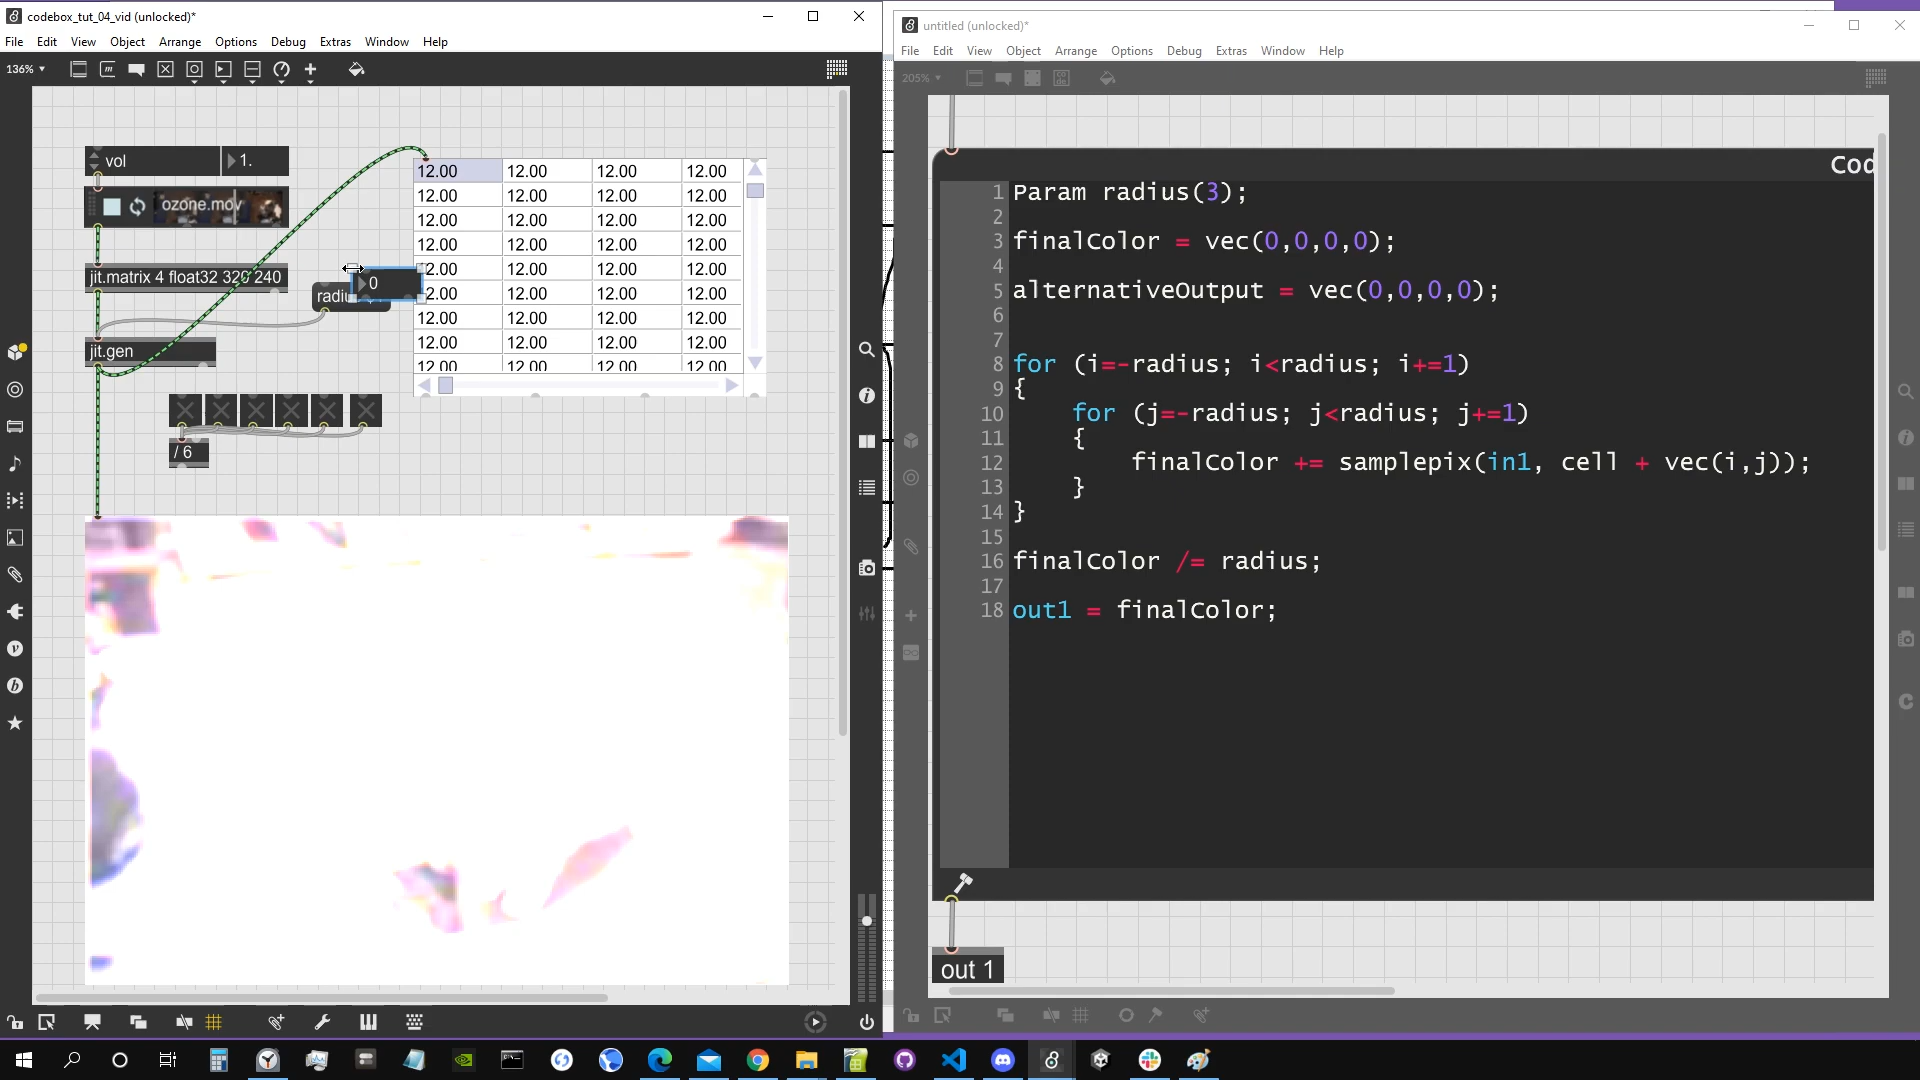 codebox_tut_04_vid (unlocked)*
File Edit View Object Arrange Options Debug Extras Window Help
136%
vol
1.
ozone.mov
jit.matrix 4 float32 320 240
0
jit.gen
/ 6
12.00 12.00 12.00 12.00
12.00 12.00 12.00 12.00
12.00 12.00 12.00 12.00
12.00 12.00 12.00 12.00
12.00 12.00 12.00 12.00
12.00 12.00 12.00 12.00
12.00 12.00 12.00 12.00
12.00 12.00 12.00 12.00
12.00 12.00 12.00 12.00
untitled (unlocked)*
File Edit View Object Arrange Options Debug Extras Window Help
205%
Cod
1 Param radius(3);
2
3 finalColor = vec(0,0,0,0);
4
5 alternativeOutput = vec(0,0,0,0);
6
7
8 for (i=-radius; i<radius; i+=1)
9 {
10 for (j=-radius; j<radius; j+=1)
11 {
12 finalColor += samplepix(in1, cell + vec(i,j));
13 }
14 }
15
16 finalColor /= radius;
17
18 out1 = finalColor;
out 1